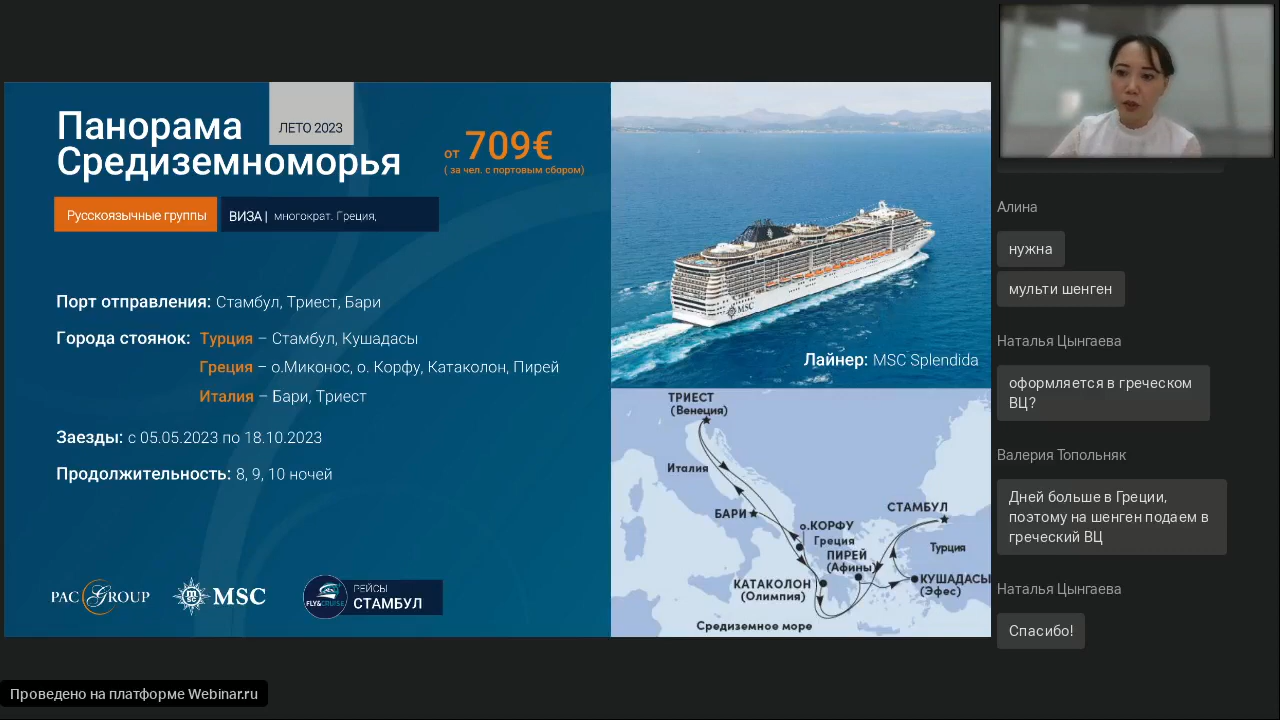 Панорама
Средиземноморья
ЛЕТО 2023
от 709€
( за чел. с портовым сбором)
Русскоязычные группы
ВИЗА | многократ. Греция,
Порт отправления: Стамбул, Триест, Бари
Города стоянок: Турция – Стамбул, Кушадасы
Греция – о.Миконос, о. Корфу, Катаколон, Пирей
Италия – Бари, Триест
Заезды: с 05.05.2023 по 18.10.2023
Продолжительность: 8, 9, 10 ночей
PAC GROUP
MSC
FLY&CRUISE
РЕЙСЫ
СТАМБУЛ
MSC
Лайнер: MSC Splendida
ТРИЕСТ
(Венеция)
Италия
БАРИ
о.КОРФУ
Греция
ПИРЕЙ
(Афины)
СТАМБУЛ
Турция
КАТАКОЛОН
(Олимпия)
КУШАДАСЫ
(Эфес)
Средиземное море
Алина
нужна
мульти шенген
Наталья Цынгаева
оформляется в греческом
ВЦ?
Валерия Топольняк
Дней больше в Греции,
поэтому на шенген подаем в
греческий ВЦ
Наталья Цынгаева
Спасибо!
Проведено на платформе Webinar.ru